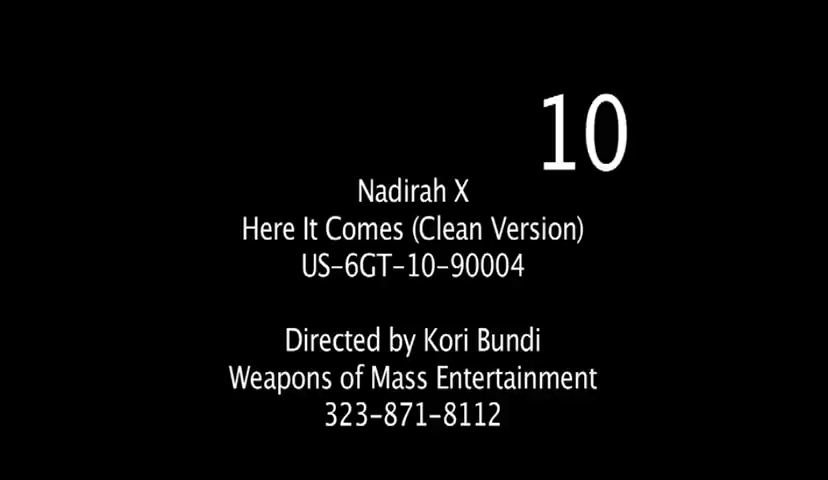 10
Nadirah X
Here It Comes (Clean Version)
US-6GT-10-90004
Directed by Kori Bundi
Weapons of Mass Entertainment
323-871-8112